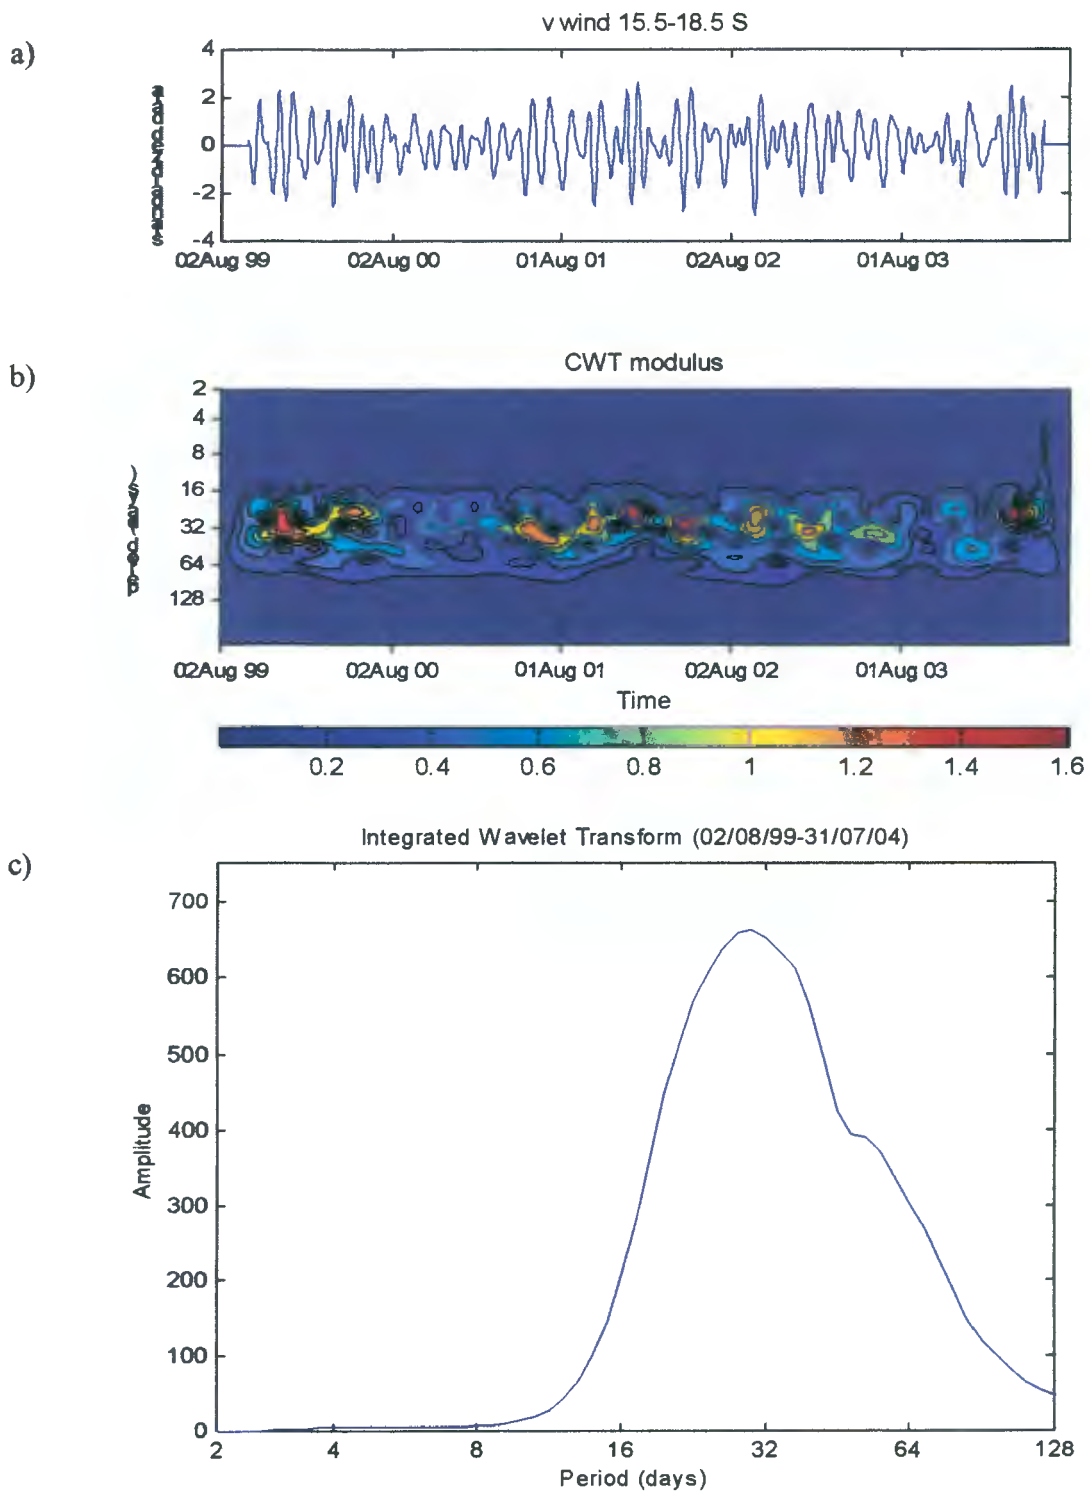 a)
v wind 15.5-18.5 S
4
2
0
-2
-4
02Aug 99 02Aug 00 01Aug 01 02Aug 02 01Aug 03
b)
CWT modulus
2
4
8
16
32
64
128
02Aug 99 02Aug 00 01Aug 01 02Aug 02 01Aug 03
Time
0.2 0.4 0.6 0.8 1 1.2 1.4 1.6
c)
Integrated Wavelet Transform (02/08/99-31/07/04)
700
600
500
400
300
200
100
0
Amplitude
2 4 8 16 32 64 128
Period (days)